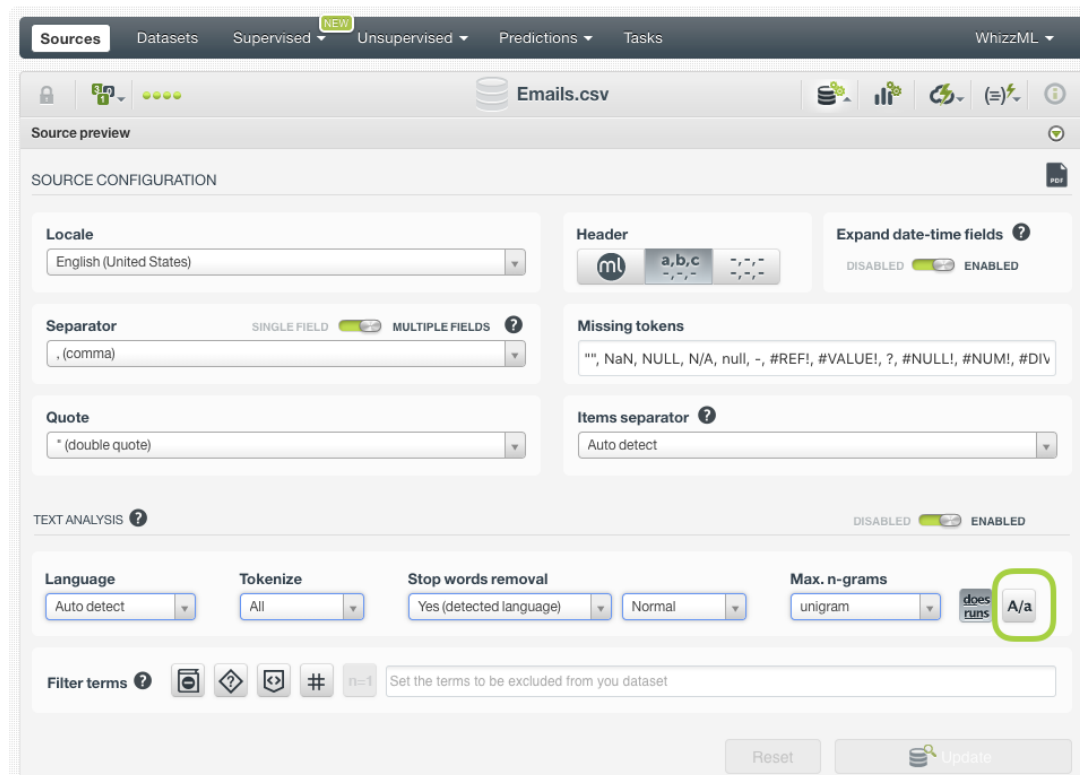 NEW
Sources Datasets Supervised Unsupervised Predictions Tasks WhizzML
Emails.csv
Source preview
SOURCE CONFIGURATION
PDF
Locale
English (United States)
Header
ml
a,b,c
-,-,-
-,-,-
-,-,-
Expand date-time fields ?
DISABLED ENABLED
Separator SINGLE FIELD MULTIPLE FIELDS ?
, (comma)
Missing tokens
"", NaN, NULL, N/A, null, -, #REF!, #VALUE!, ?, #NULL!, #NUM!, #DIV
Quote
" (double quote)
Items separator ?
Auto detect
TEXT ANALYSIS ? DISABLED ENABLED
Language Tokenize Stop words removal Max. n-grams
Auto detect All Yes (detected language) Normal unigram
does
runs
A/a
Filter terms ? ? # n=1 Set the terms to be excluded from you dataset
Reset Update